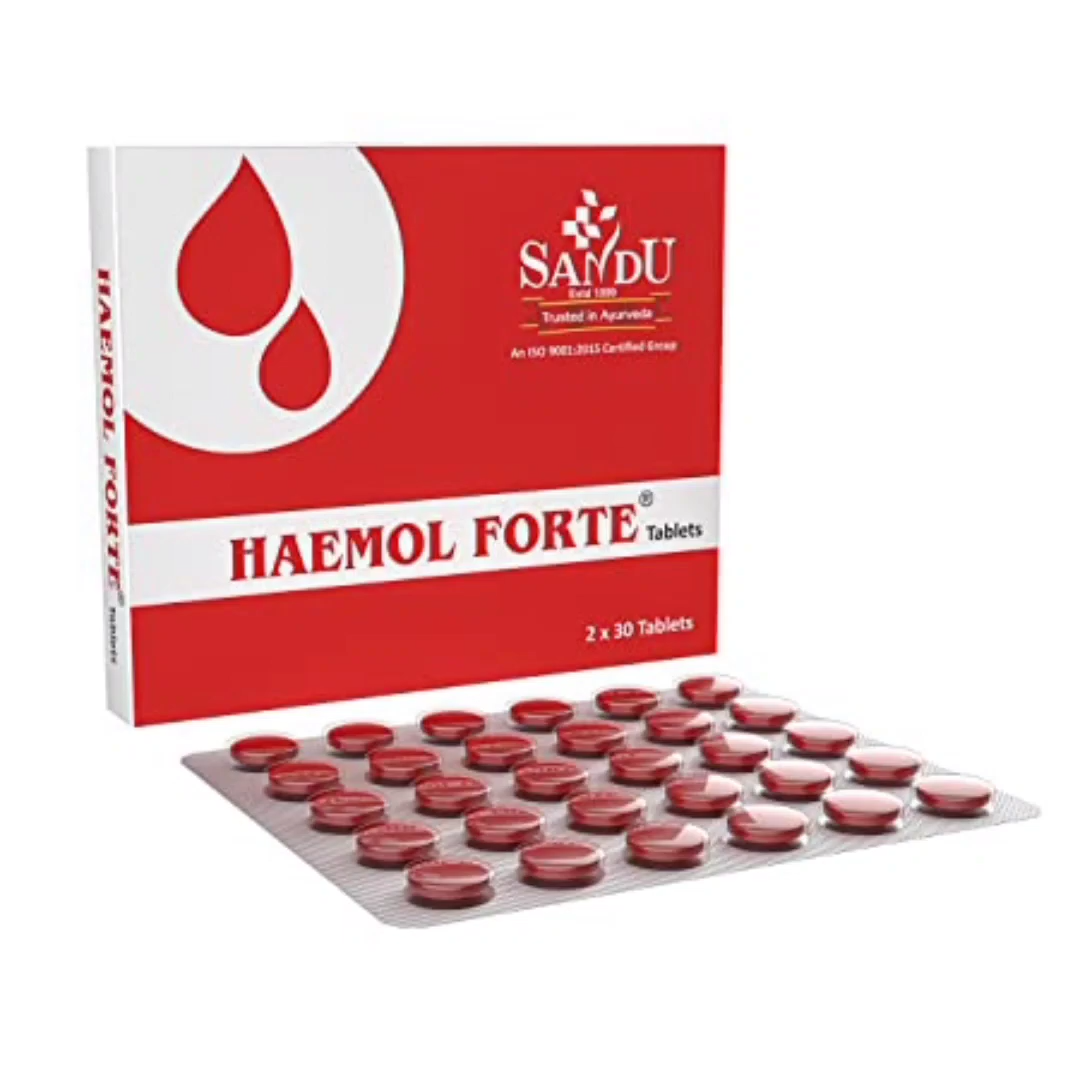 SANDU
Estd 1899
Trusted in Ayurveda
An ISO 9001:2015 Certified Group
HAEMOL FORTE® Tablets
2 x 30 Tablets
HAEMOL FORTE® Tablets